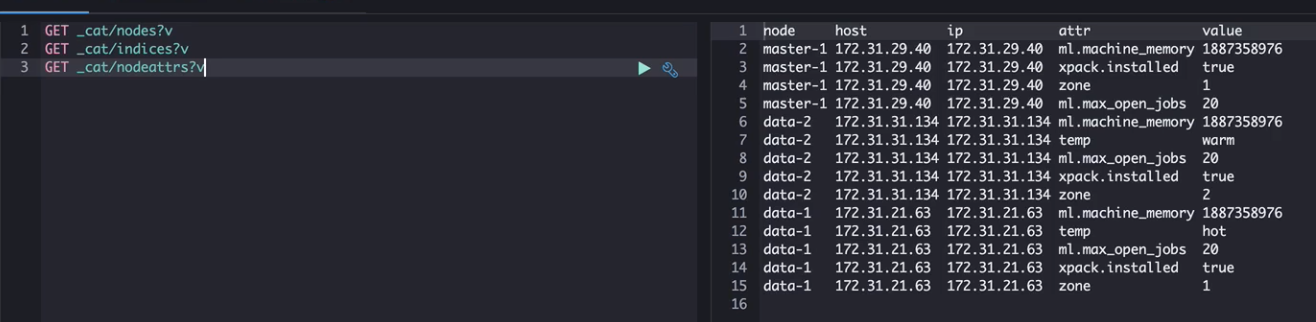 1 GET _cat/nodes?v
2 GET _cat/indices?v
3 GET _cat/nodeattrs?v
1 node host ip attr value
2 master-1 172.31.29.40 172.31.29.40 ml.machine_memory 1887358976
3 master-1 172.31.29.40 172.31.29.40 xpack.installed true
4 master-1 172.31.29.40 172.31.29.40 zone 1
5 master-1 172.31.29.40 172.31.29.40 ml.max_open_jobs 20
6 data-2 172.31.31.134 172.31.31.134 ml.machine_memory 1887358976
7 data-2 172.31.31.134 172.31.31.134 temp warm
8 data-2 172.31.31.134 172.31.31.134 ml.max_open_jobs 20
9 data-2 172.31.31.134 172.31.31.134 xpack.installed true
10 data-2 172.31.31.134 172.31.31.134 zone 2
11 data-1 172.31.21.63 172.31.21.63 ml.machine_memory 1887358976
12 data-1 172.31.21.63 172.31.21.63 temp hot
13 data-1 172.31.21.63 172.31.21.63 ml.max_open_jobs 20
14 data-1 172.31.21.63 172.31.21.63 xpack.installed true
15 data-1 172.31.21.63 172.31.21.63 zone 1
16